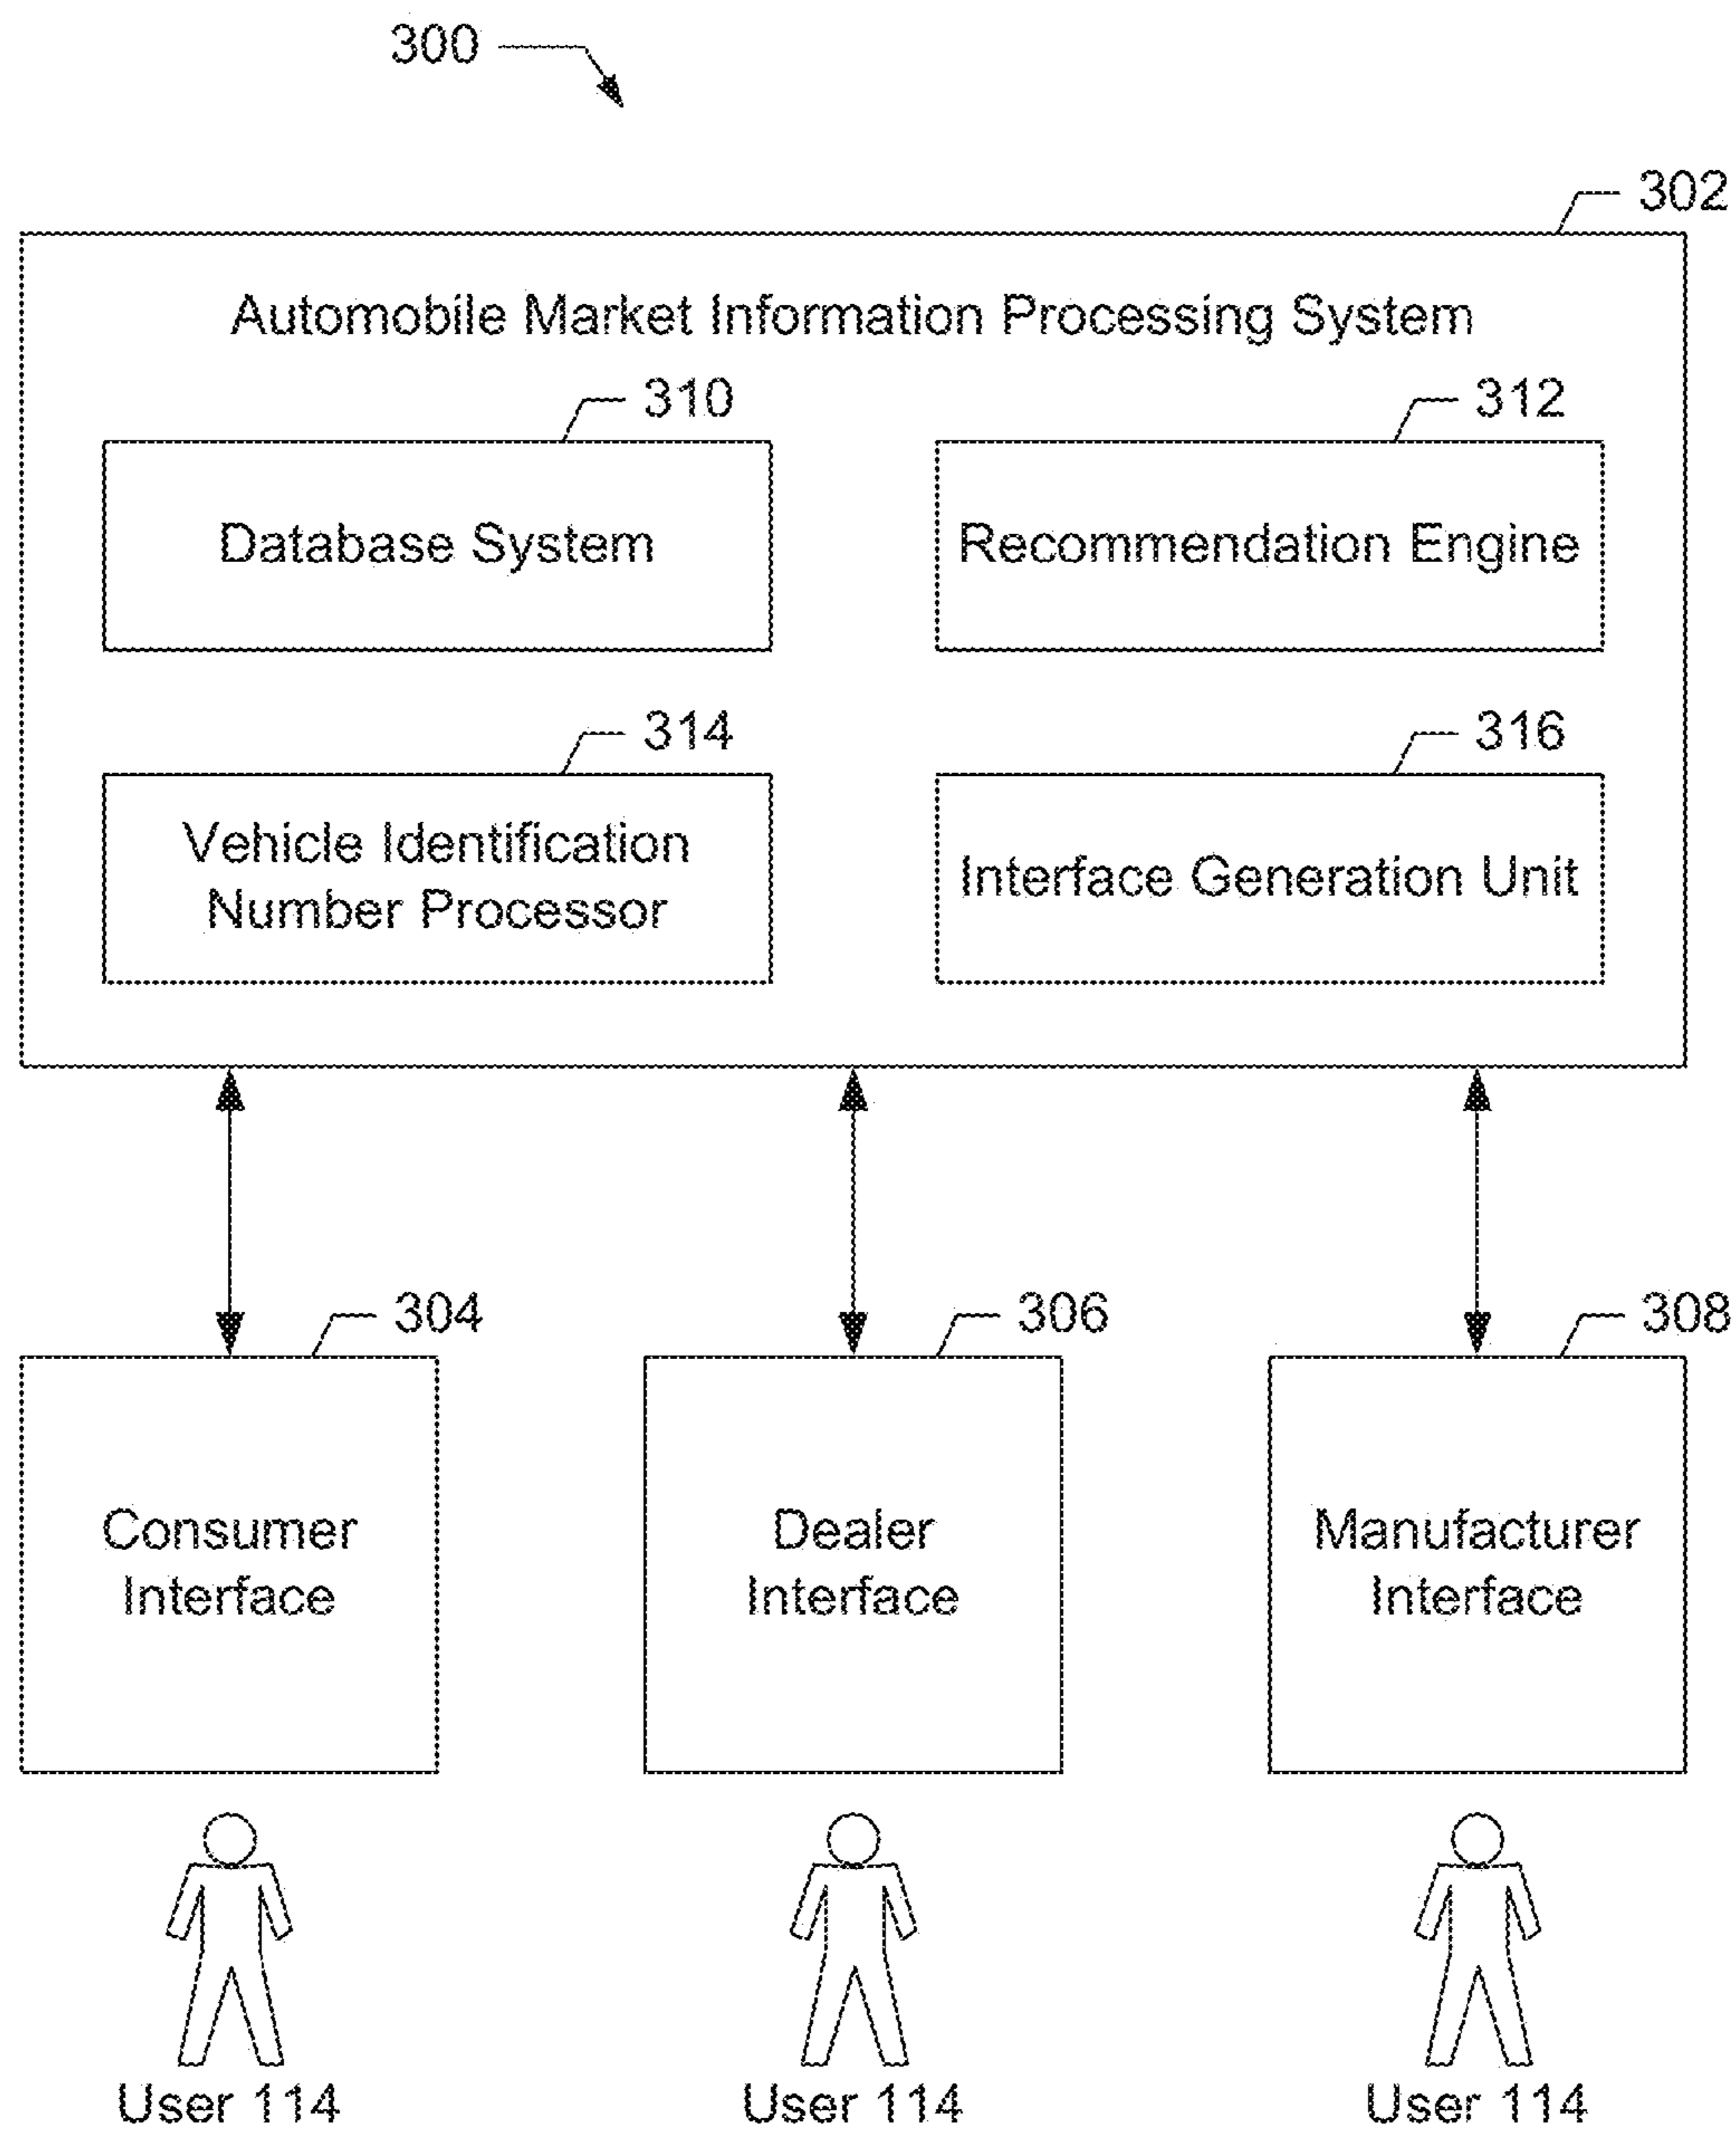 300
302
Automobile Market Information Processing System
310
312
Database System
Recommendation Engine
314
316
Vehicle Identification
Number Processor
Interface Generation Unit
304
306
308
Consumer
Interface
Dealer
Interface
Manufacturer
Interface
User 114
User 114
User 114